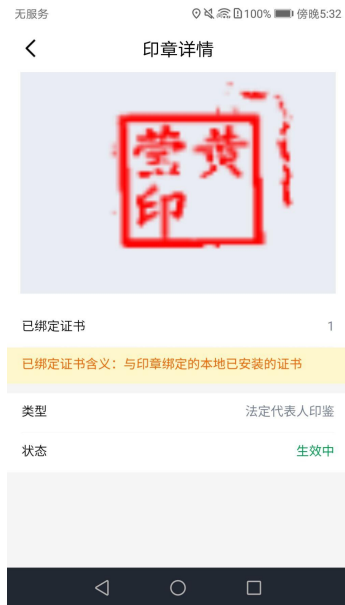 无服务
100% 傍晚5:32
印章详情
黄
莹
印
已绑定证书 1
已绑定证书含义：与印章绑定的本地已安装的证书
类型 法定代表人印鉴
状态 生效中